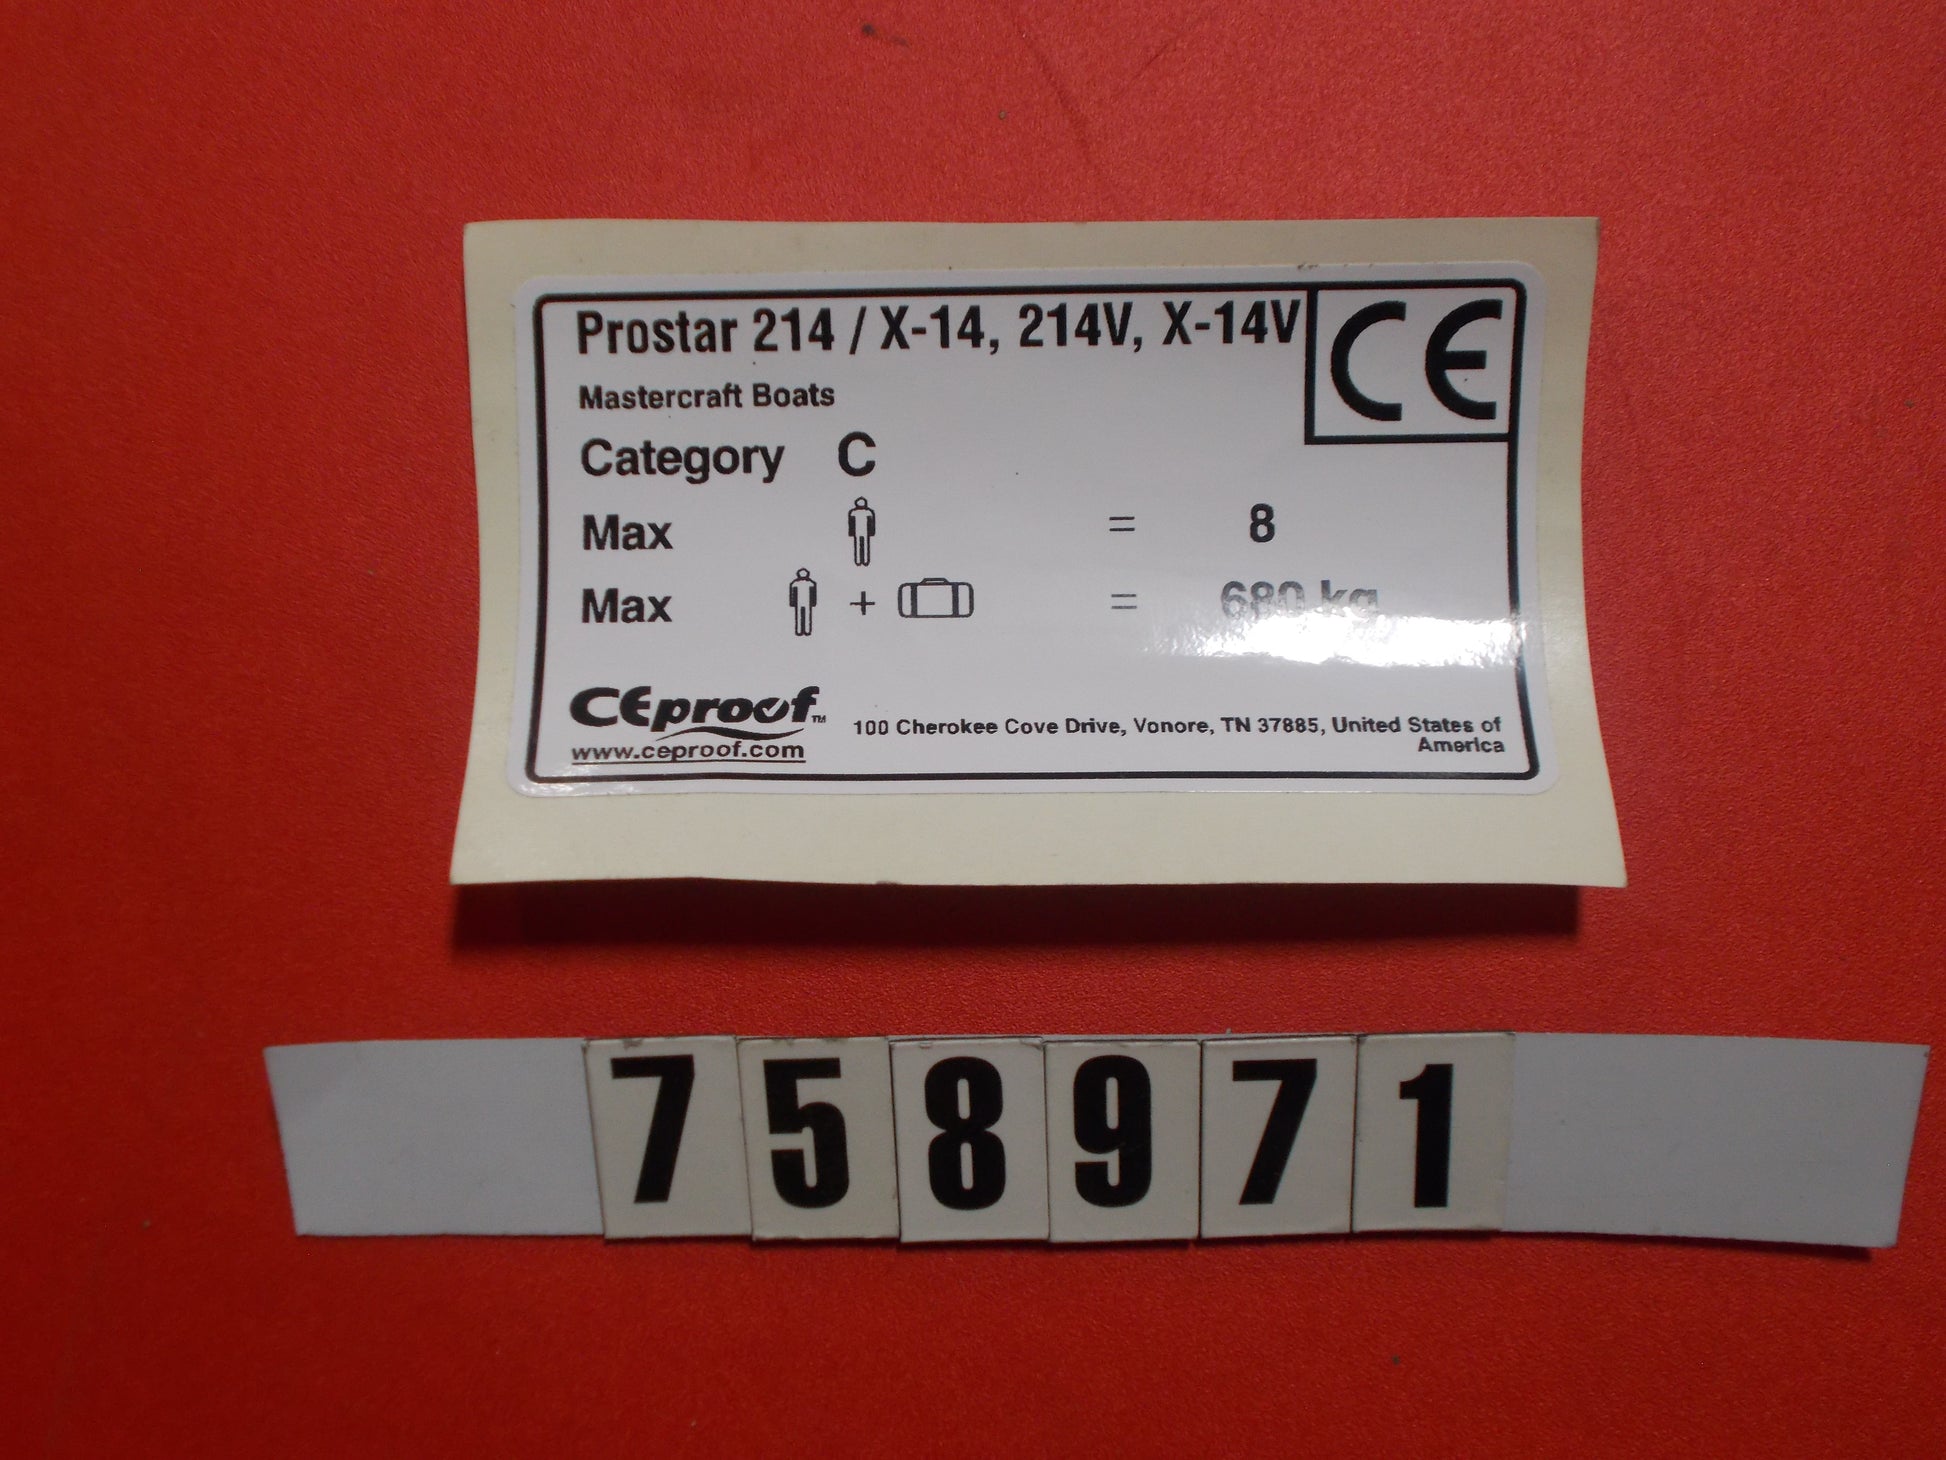 Prostar 214 / X-14, 214V, X-14V
CE
Mastercraft Boats
Category C
Max = 8
Max + = 680 kg
CEproof™
www.ceproof.com
100 Cherokee Cove Drive, Vonore, TN 37885, United States of
America
758971